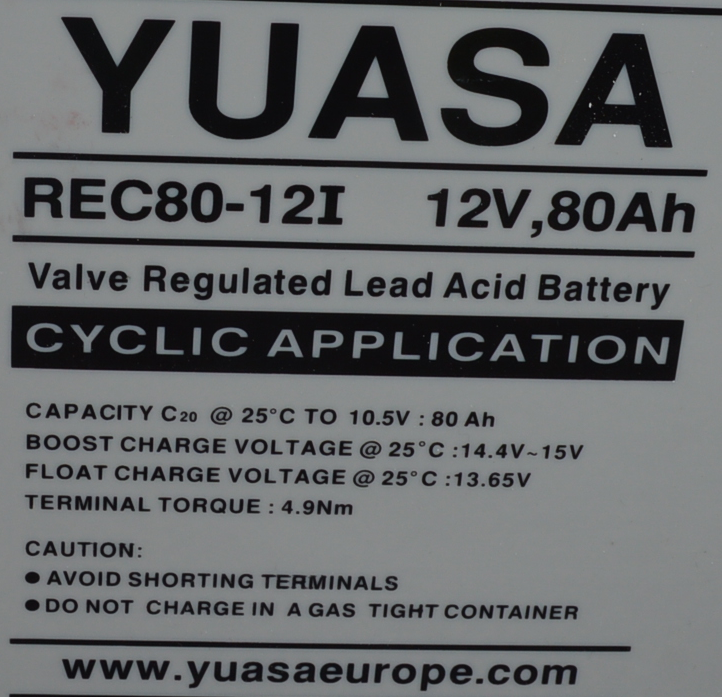 YUASA
REC80-12I 12V,80Ah
Valve Regulated Lead Acid Battery
CYCLIC APPLICATION
CAPACITY C₂₀ @ 25°C TO 10.5V : 80 Ah
BOOST CHARGE VOLTAGE @ 25°C :14.4V~15V
FLOAT CHARGE VOLTAGE @ 25°C :13.65V
TERMINAL TORQUE : 4.9Nm
CAUTION:
● AVOID SHORTING TERMINALS
● DO NOT CHARGE IN A GAS TIGHT CONTAINER
www.yuasaeurope.com